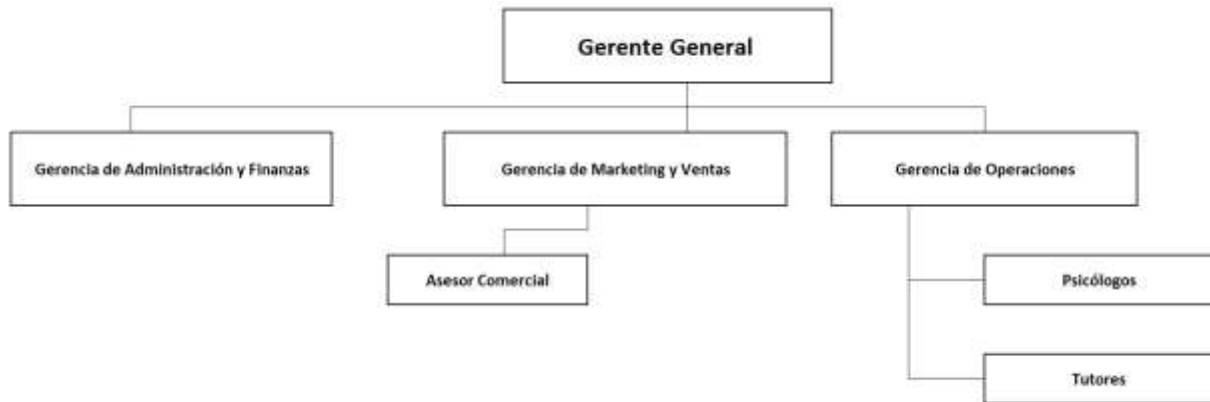 Gerente General
Gerencia de Administración y Finanzas
Gerencia de Marketing y Ventas
Gerencia de Operaciones
Asesor Comercial
Psicólogos
Tutores